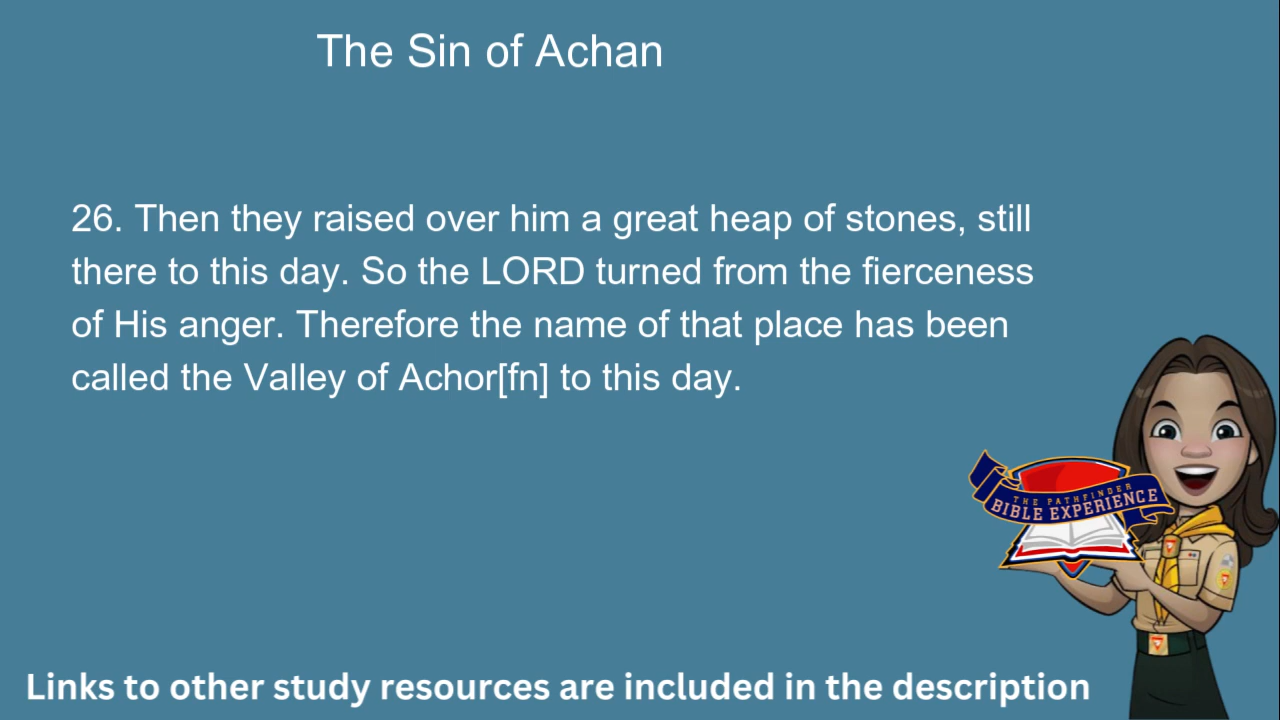 The Sin of Achan
26. Then they raised over him a great heap of stones, still
there to this day. So the LORD turned from the fierceness
of His anger. Therefore the name of that place has been
called the Valley of Achor[fn] to this day.
THE PATHFINDER
BIBLE EXPERIENCE
Links to other study resources are included in the description